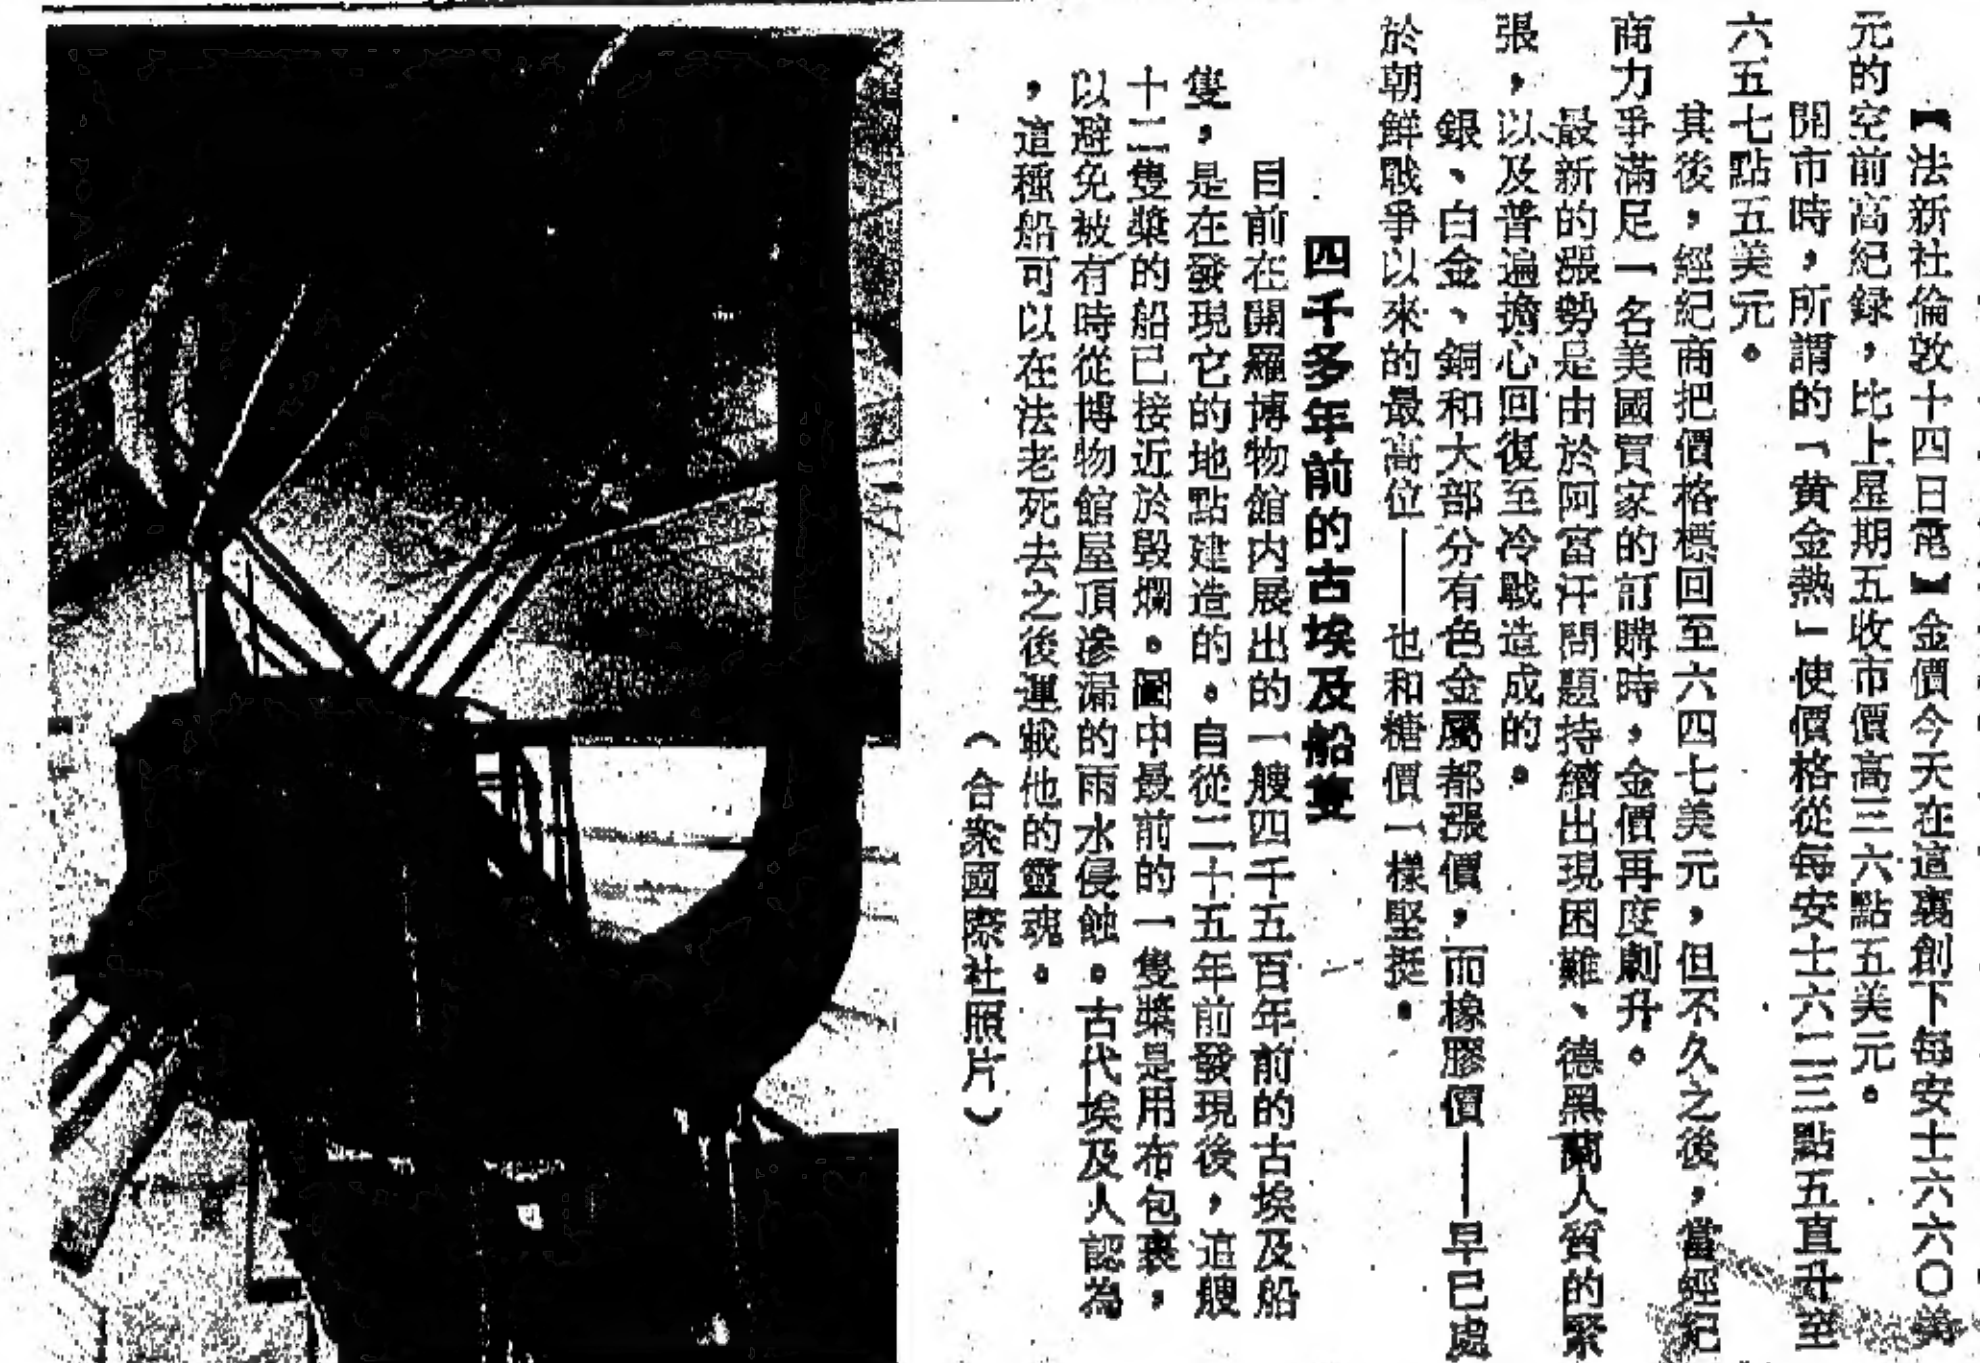 【法新社倫敦十四日電】金價今天在這裏創下每安士六六〇美
元的空前高紀録，比上星期五收市價高三六點五美元。
開市時，所謂的「黄金熱」使價格從每安士六二三點五直升至
六五七點五美元。
其後，經紀商把價格標回至六四七美元，但不久之後，當經紀
商力爭滿足一名美國買家的訂購時，金價再度劇升。
最新的漲勢是由於阿富汗問題持續出現困難、德黑蘭人質的緊
張，以及普遍擔心回復至冷戰造成的。
銀、白金、銅和大部分有色金屬都漲價，而橡膠價——早已處
於朝鮮戰爭以來的最高位——也和糖價一樣堅挺。
四千多年前的古埃及船隻
目前在開羅博物館内展出的一艘四千五百年前的古埃及船
隻，是在發現它的地點建造的。自從二十五年前發現後，這艘
十二隻槳的船已接近於毀爛。圖中最前的一隻槳是用布包裹，
以避免被有時從博物館屋頂滲漏的雨水侵蝕。古代埃及人認為
，這種船可以在法老死去之後運載他的靈魂。
（合衆國際社照片）